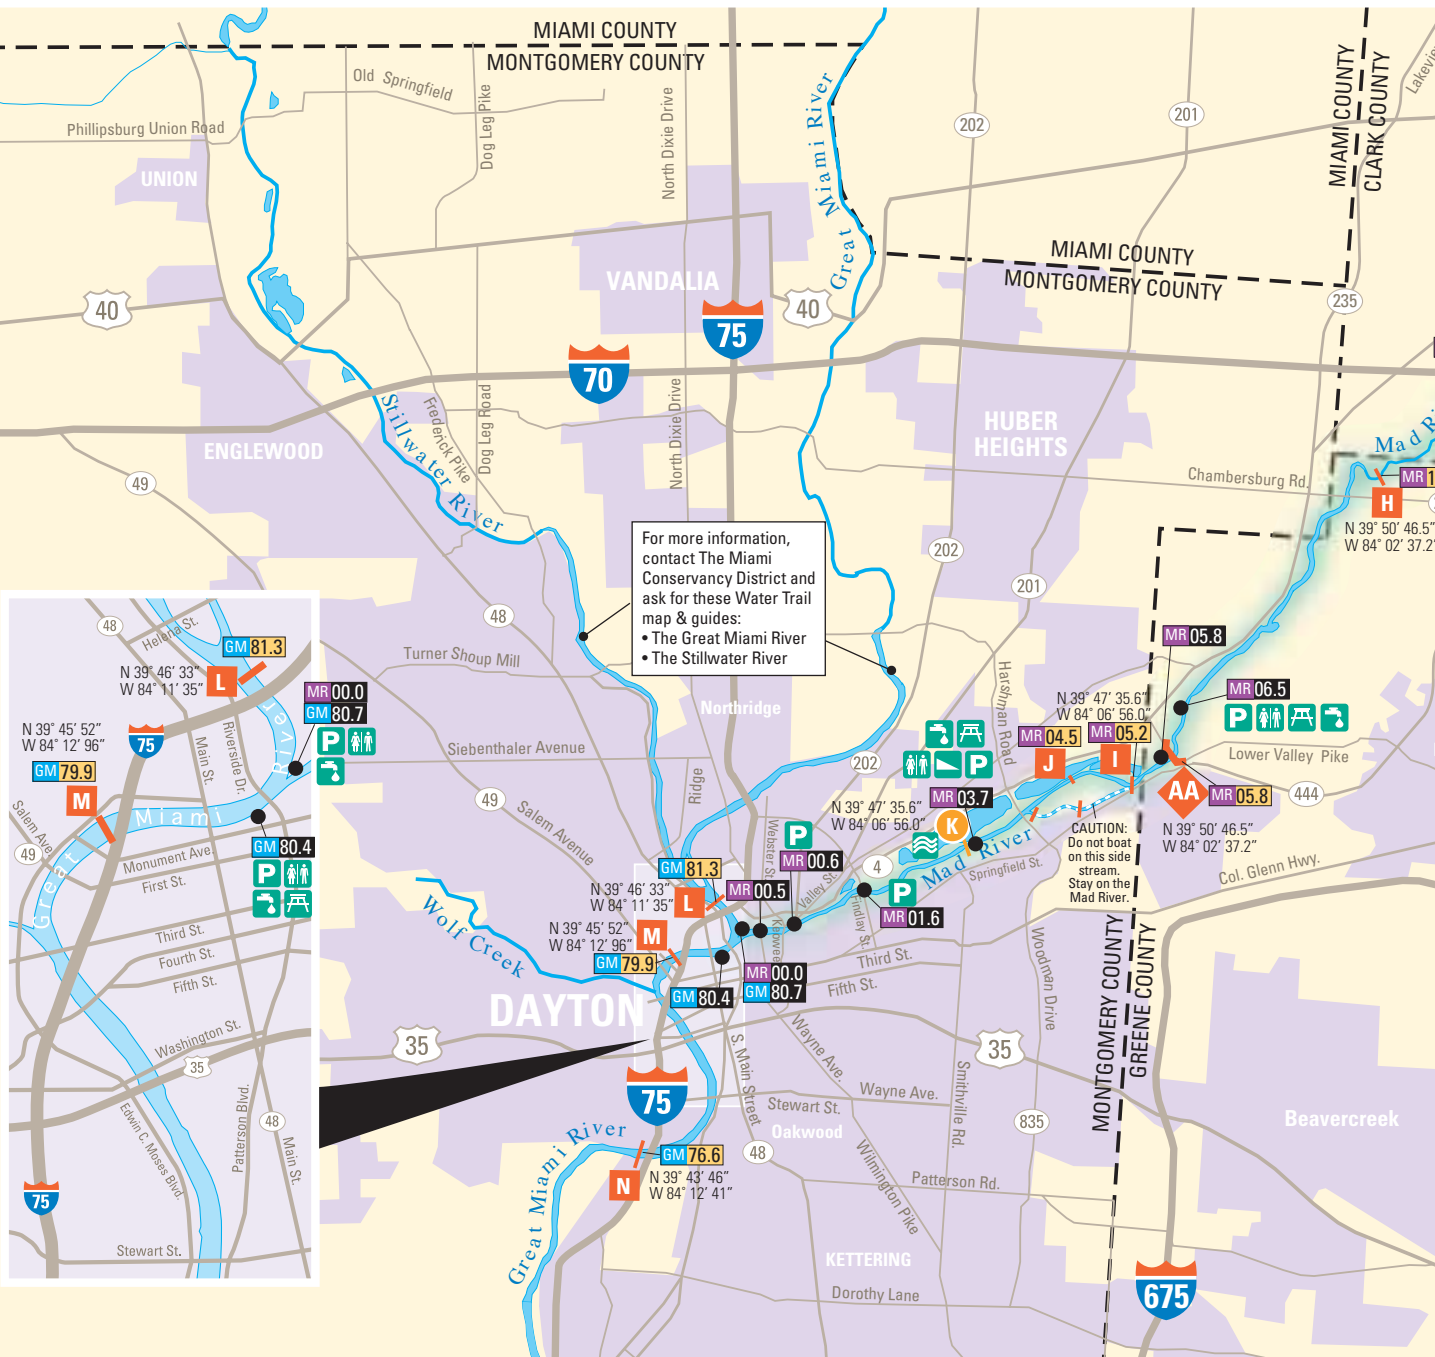 MIAMI COUNTY
MONTGOMERY COUNTY
Old Springfield
Phillipsburg Union Road
Dog Leg Pike
North Dixie Drive
Great Miami River
202
201
MIAMI COUNTY
CLARK COUNTY
UNION
VANDALIA
Great Miami River
MIAMI COUNTY
MONTGOMERY COUNTY
40
75
40
235
70
Stillwater River
Frederick Pike
Dog Leg Road
North Dixie Drive
ENGLEWOOD
HUBER
HEIGHTS
49
Chambersburg Rd.
H
N 39° 50′ 46.5″
W 84° 02′ 37.2″
For more information,
contact The Miami
Conservancy District and
ask for these Water Trail
map & guides:
• The Great Miami River
• The Stillwater River
202
201
48
Turner Shoup Mill
Harshman Road
MR 05.8
MR 06.5
P
Northridge
Siebenthaler Avenue
Ridge
202
N 39° 47′ 35.6″
W 84° 06′ 56.0″
MR 04.5
MR 05.2
J
I
Lower Valley Pike
P
AA
MR 05.8
444
N 39° 50′ 46.5″
W 84° 02′ 37.2″
49
Salem Avenue
N 39° 47′ 35.6″
W 84° 06′ 56.0″
MR 03.7
K
CAUTION:
Do not boat
on this side
stream.
Stay on the
Mad River.
P
Webster St.
MR 00.6
Valley St.
4
Mad River
Springfield St.
Col. Glenn Hwy.
GM 81.3
N 39° 46′ 33″
W 84° 11′ 35″
L
MR 00.5
P
MR 01.6
Findlay St.
Keowee
Wolf Creek
N 39° 45′ 52″
W 84° 12′ 96″
M
GM 79.9
GM 80.4
MR 00.0
GM 80.7
Third St.
Fifth St.
Woodman Drive
MONTGOMERY COUNTY
GREENE COUNTY
DAYTON
35
35
75
S. Main Street
Wayne Ave.
Wayne Ave.
Smithville Rd.
Stewart St.
Oakwood
48
835
Beavercreek
Great Miami River
GM 76.6
N
N 39° 43′ 46″
W 84° 12′ 41″
Wilmington Pike
Patterson Rd.
KETTERING
Dorothy Lane
675
48
Helena St.
GM 81.3
N 39° 46′ 33″
W 84° 11′ 35″
L
MR 00.0
GM 80.7
P
N 39° 45′ 52″
W 84° 12′ 96″
75
GM 79.9
M
Main St.
Riverside Dr.
Great Miami River
Salem Ave.
49
GM 80.4
P
Monument Ave.
First St.
Third St.
Fourth St.
Fifth St.
Washington St.
35
Edwin C. Moses Blvd.
Patterson Blvd.
48
Main St.
75
Stewart St.